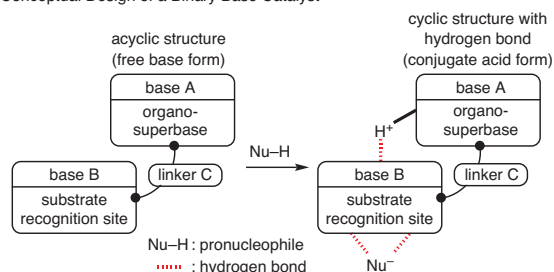 Conceptual Design of a Binary Base Catalyst
acyclic structure
(free base form)
base A
organo-
superbase
base B
linker C
substrate
recognition site
Nu–H
cyclic structure with
hydrogen bond
(conjugate acid form)
base A
organo-
superbase
H+
base B
linker C
substrate
recognition site
Nu–
Nu–H : pronucleophile
: hydrogen bond